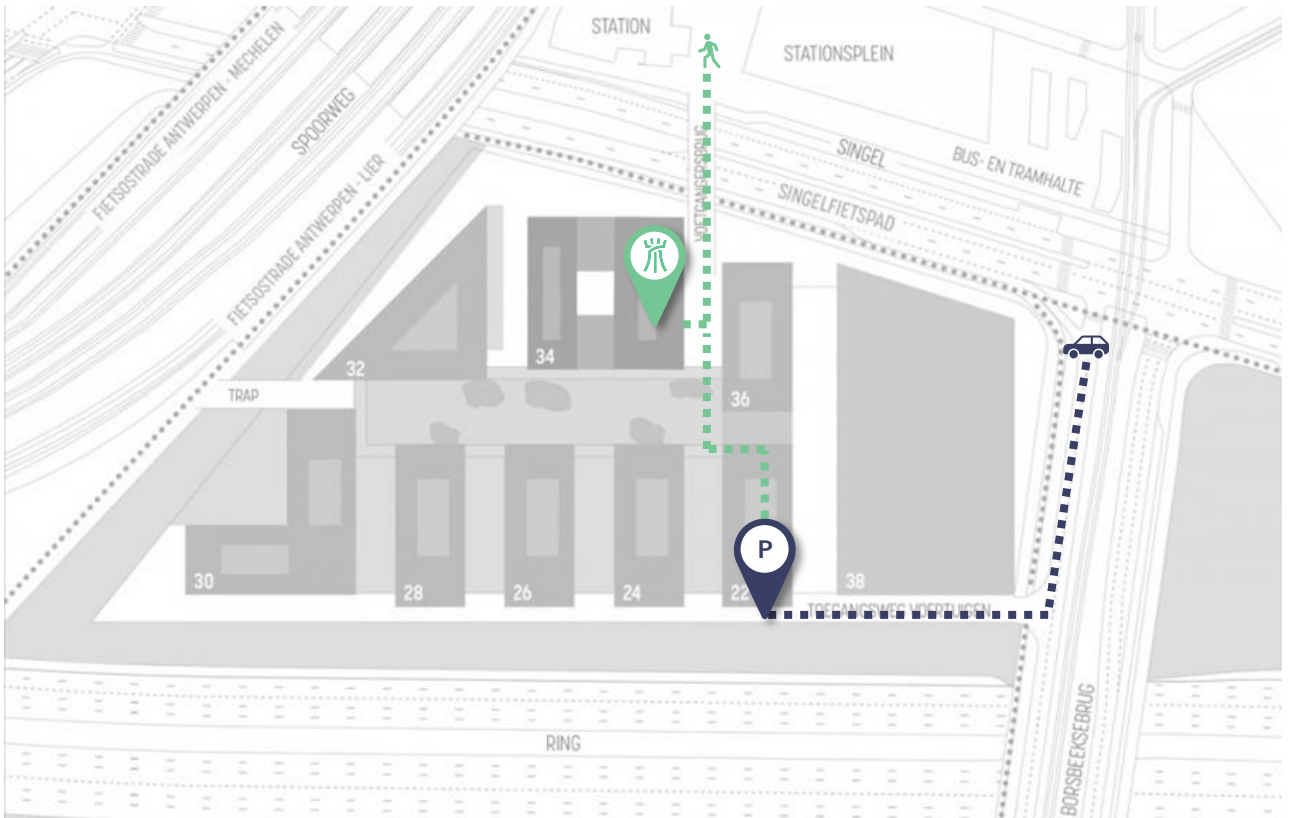 STATION
STATIONSPLEIN
FIETSOSTRADE ANTWERPEN - MECHELEN
SPOORWEG
FIETSOSTRADE ANTWERPEN - LIER
VOETGANGERSBRUG
SINGEL
BUS- EN TRAMHALTE
SINGELFIETSPAD
34
32
TRAP
36
P
30
28
26
24
22
38
TOEGANGSWEG VOERTUIGEN
RING
BORSBEEKSEBRUG